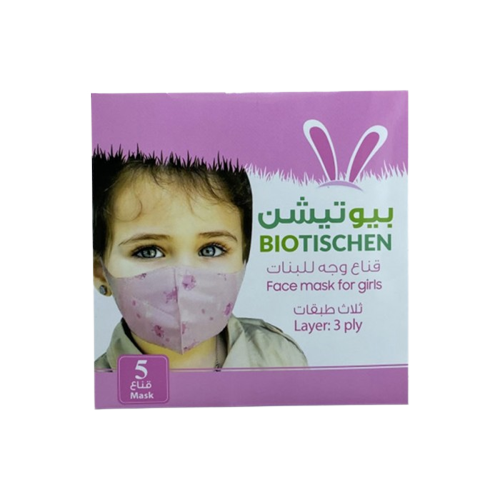 بيوتيشن
BIOTISCHEN
قناع وجه للبنات
Face mask for girls
ثلاث طبقات
Layer: 3 ply
5
قناع
Mask